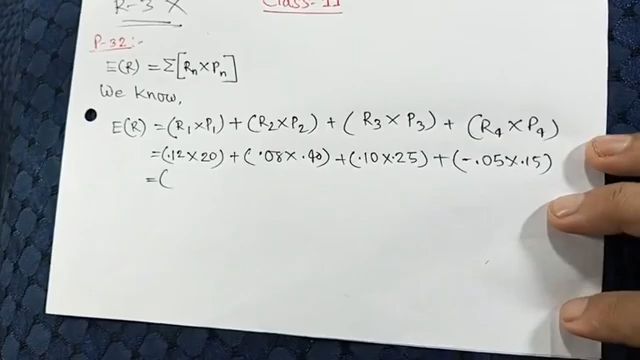 R-3 X Class-11
P-32:-
E(R) = Σ[Rn×Pn]
We know,
E(R) = (R1×P1) + (R2×P2) + (R3×P3) + (R4×P4)
= (.12×20) + (.08×.40) + (.10×.25) + (-.05×.15)
= (